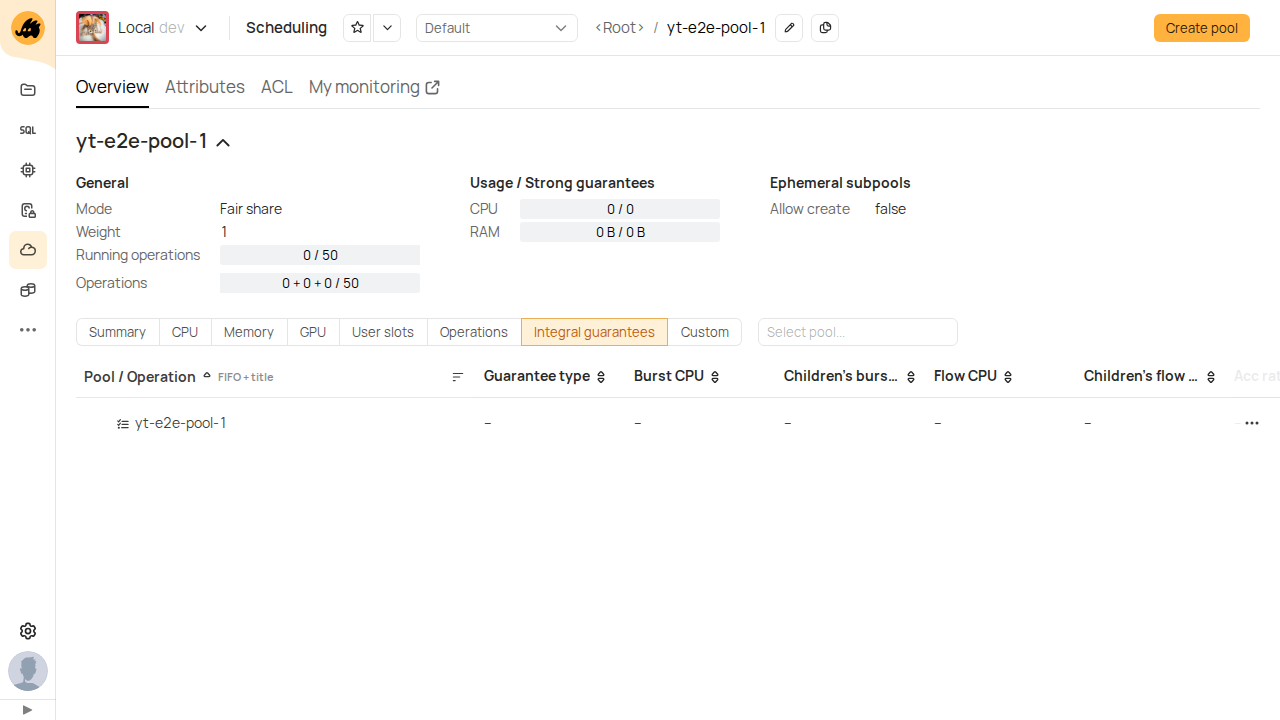 Local dev
Scheduling
Default
<Root> / yt-e2e-pool-1
Create pool
SQL
Overview
Attributes
ACL
My monitoring
yt-e2e-pool-1
General
Mode
Fair share
Weight
1
Running operations
0 / 50
Operations
0 + 0 + 0 / 50
Usage / Strong guarantees
CPU
0 / 0
RAM
0 B / 0 B
Ephemeral subpools
Allow create
false
Summary
CPU
Memory
GPU
User slots
Operations
Integral guarantees
Custom
Select pool...
Pool / Operation
FIFO + title
Guarantee type
Burst CPU
Children's burs...
Flow CPU
Children's flow ...
Acc rat
yt-e2e-pool-1
–
–
–
–
–